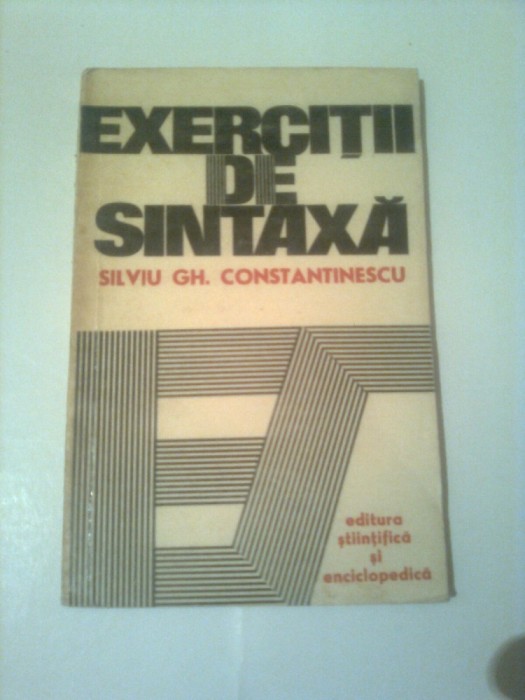 EXERCIȚII
DE
SINTAXĂ
SILVIU GH. CONSTANTINESCU
editura
științifică
și
enciclopedică